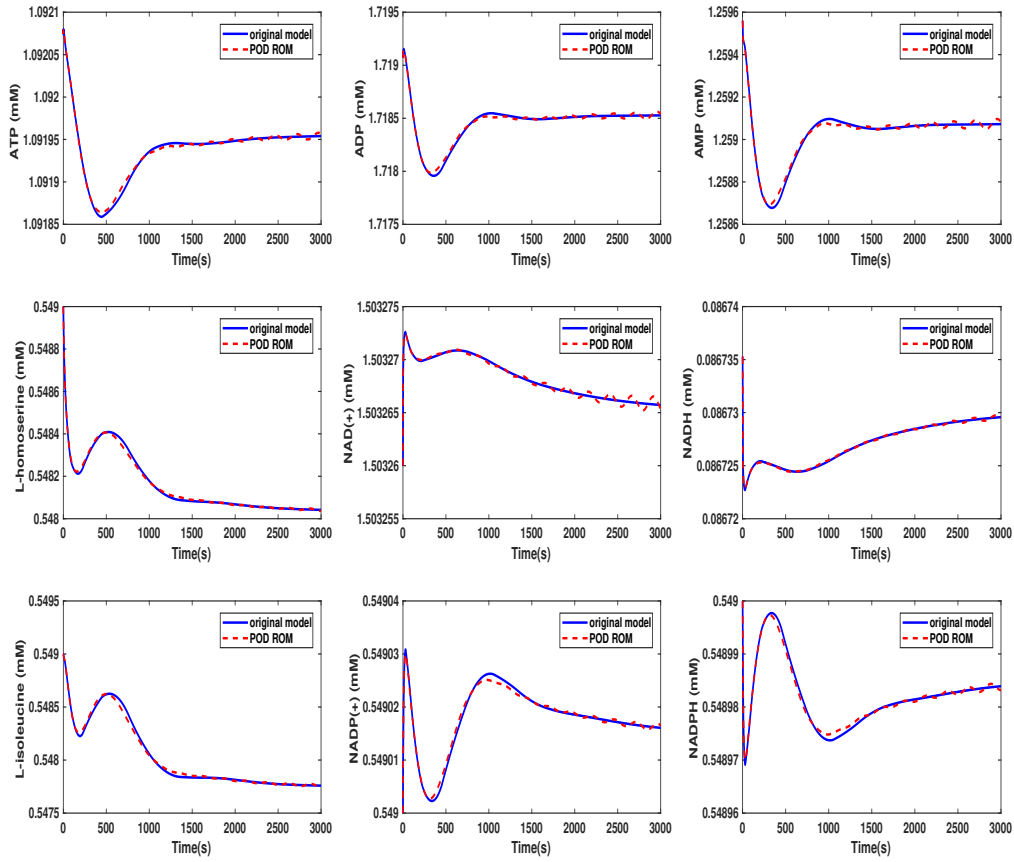 1.0921
1.09205
1.092
1.09195
1.0919
1.09185
ATP (mM)
original model
POD ROM
0 500 1000 1500 2000 2500 3000
Time(s)
1.7195
1.719
1.7185
1.718
1.7175
ADP (mM)
original model
POD ROM
0 500 1000 1500 2000 2500 3000
Time(s)
1.2596
1.2594
1.2592
1.259
1.2588
1.2586
AMP (mM)
original model
POD ROM
0 500 1000 1500 2000 2500 3000
Time(s)
0.549
0.5488
0.5486
0.5484
0.5482
0.548
L-homoserine (mM)
original model
POD ROM
0 500 1000 1500 2000 2500 3000
Time(s)
1.503275
1.50327
1.503265
1.50326
1.503255
NAD(+) (mM)
original model
POD ROM
0 500 1000 1500 2000 2500 3000
Time(s)
0.08674
0.086735
0.08673
0.086725
0.08672
NADH (mM)
original model
POD ROM
0 500 1000 1500 2000 2500 3000
Time(s)
0.5495
0.549
0.5485
0.548
0.5475
L-isoleucine (mM)
original model
POD ROM
0 500 1000 1500 2000 2500 3000
Time(s)
0.54904
0.54903
0.54902
0.54901
0.549
NADP(+) (mM)
original model
POD ROM
0 500 1000 1500 2000 2500 3000
Time(s)
0.549
0.54899
0.54898
0.54897
0.54896
NADPH (mM)
original model
POD ROM
0 500 1000 1500 2000 2500 3000
Time(s)